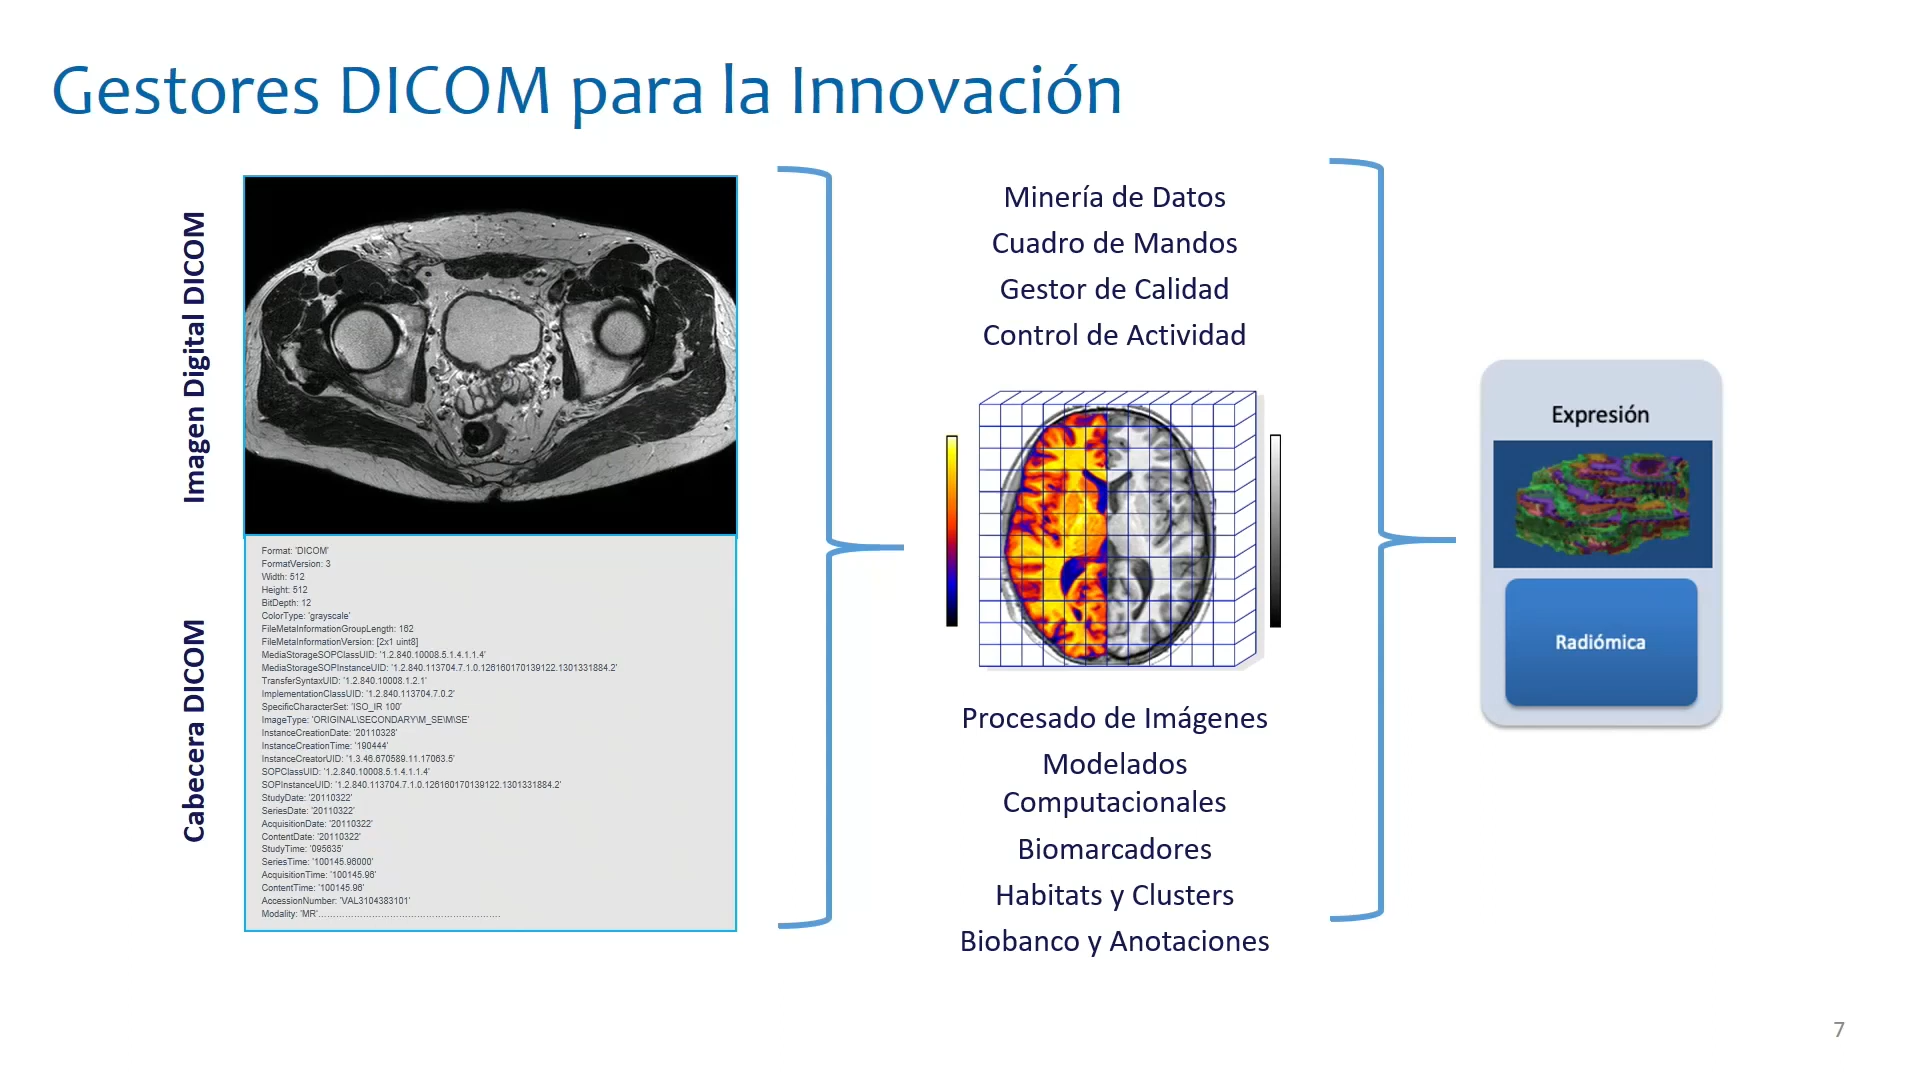 Gestores DICOM para la Innovación
Imagen Digital DICOM
Cabecera DICOM
Format: 'DICOM'
FormatVersion: 3
Width: 512
Height: 512
BitDepth: 12
ColorType: 'grayscale'
FileMetaInformationGroupLength: 162
FileMetaInformationVersion: [2x1 uint8]
MediaStorageSOPClassUID: '1.2.840.10008.5.1.4.1.1.4'
MediaStorageSOPInstanceUID: '1.2.840.113704.7.1.0.126160170139122.1301331884.2'
TransferSyntaxUID: '1.2.840.10008.1.2.1'
ImplementationClassUID: '1.2.840.113704.7.0.2'
SpecificCharacterSet: 'ISO_IR 100'
ImageType: 'ORIGINAL\SECONDARY\M_SE\M\SE'
InstanceCreationDate: '20110328'
InstanceCreationTime: '190444'
InstanceCreatorUID: '1.3.46.670589.11.17063.5'
SOPClassUID: '1.2.840.10008.5.1.4.1.1.4'
SOPInstanceUID: '1.2.840.113704.7.1.0.126160170139122.1301331884.2'
StudyDate: '20110322'
SeriesDate: '20110322'
AcquisitionDate: '20110322'
ContentDate: '20110322'
StudyTime: '095635'
SeriesTime: '100145.96000'
AcquisitionTime: '100145.96'
ContentTime: '100145.96'
AccessionNumber: 'VAL3104383101'
Modality: 'MR'............................................................
Minería de Datos
Cuadro de Mandos
Gestor de Calidad
Control de Actividad
Procesado de Imágenes
Modelados
Computacionales
Biomarcadores
Habitats y Clusters
Biobanco y Anotaciones
Expresión
Radiómica
7